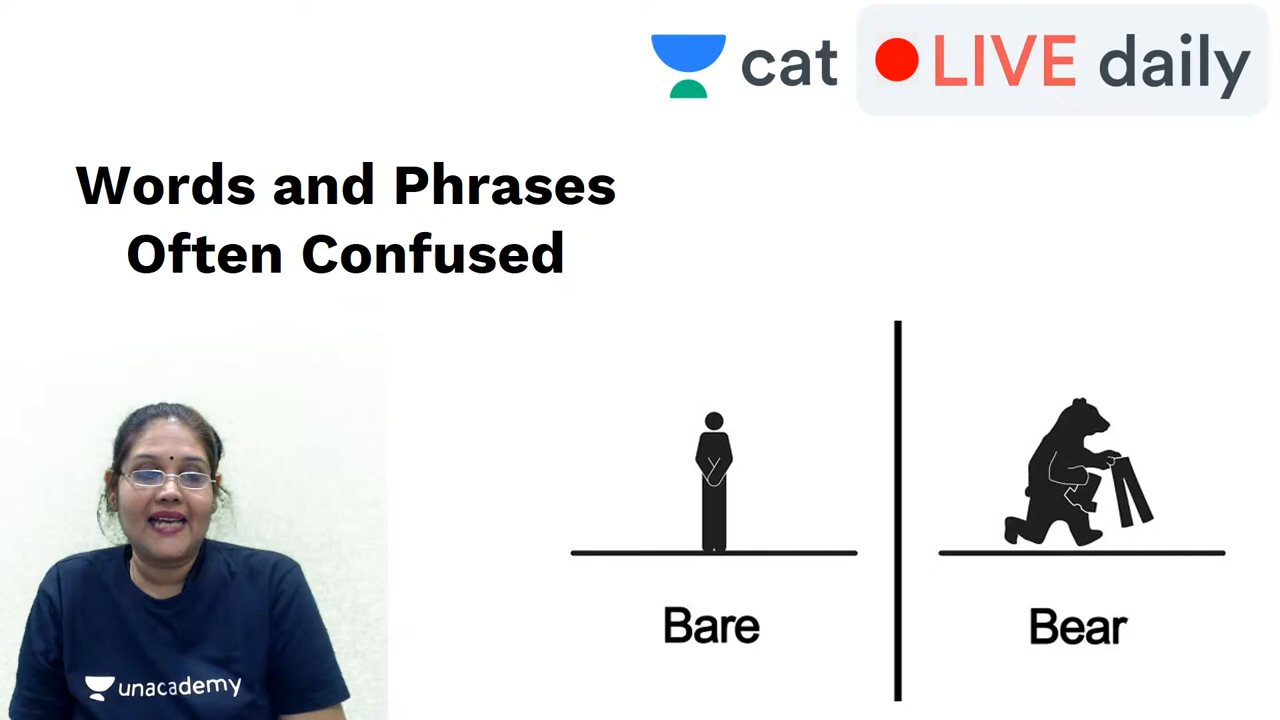 cat LIVE daily
Words and Phrases
Often Confused
Bare
Bear
unacademy